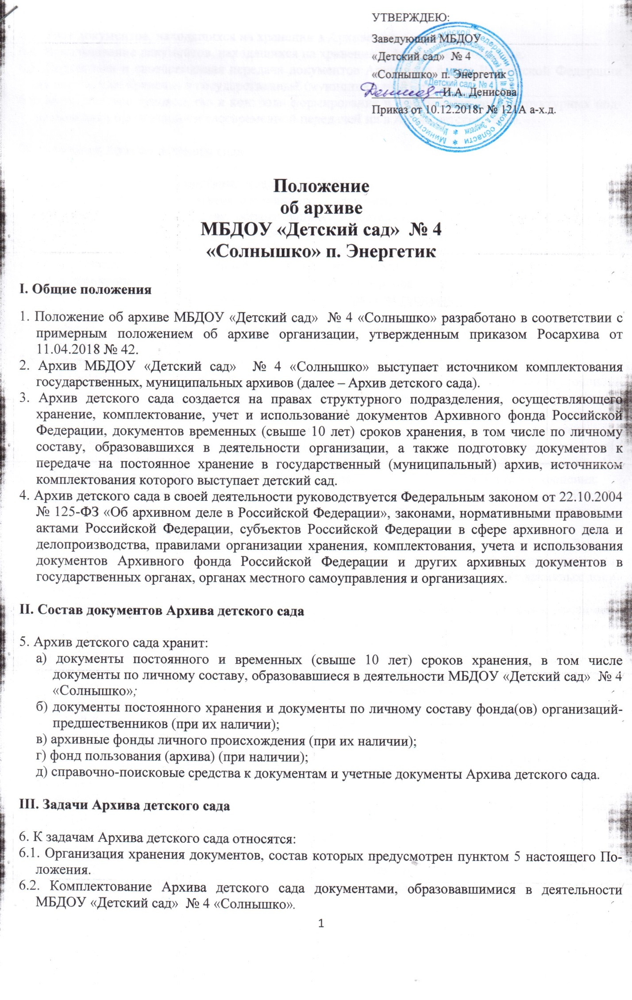 УТВЕРЖДЕЮ:
Заведующий МБДОУ
«Детский сад» № 4
«Солнышко» п. Энергетик
И.А. Денисова
Приказ от 10.12.2018г № 121А а-х.д.
МБДОУ
«Детский сад» № 4
«Солнышко»
п. Энергетик
Положение
об архиве
МБДОУ «Детский сад» № 4
«Солнышко» п. Энергетик
I. Общие положения
1. Положение об архиве МБДОУ «Детский сад» № 4 «Солнышко» разработано в соответствии с
примерным положением об архиве организации, утвержденным приказом Росархива от
11.04.2018 № 42.
2. Архив МБДОУ «Детский сад» № 4 «Солнышко» выступает источником комплектования
государственных, муниципальных архивов (далее – Архив детского сада).
3. Архив детского сада создается на правах структурного подразделения, осуществляющего
хранение, комплектование, учет и использование документов Архивного фонда Российской
Федерации, документов временных (свыше 10 лет) сроков хранения, в том числе по личному
составу, образовавшихся в деятельности организации, а также подготовку документов к
передаче на постоянное хранение в государственный (муниципальный) архив, источником
комплектования которого выступает детский сад.
4. Архив детского сада в своей деятельности руководствуется Федеральным законом от 22.10.2004
№ 125-ФЗ «Об архивном деле в Российской Федерации», законами, нормативными правовыми
актами Российской Федерации, субъектов Российской Федерации в сфере архивного дела и
делопроизводства, правилами организации хранения, комплектования, учета и использования
документов Архивного фонда Российской Федерации и других архивных документов в
государственных органах, органах местного самоуправления и организациях.
II. Состав документов Архива детского сада
5. Архив детского сада хранит:
а) документы постоянного и временных (свыше 10 лет) сроков хранения, в том числе
документы по личному составу, образовавшиеся в деятельности МБДОУ «Детский сад» № 4
«Солнышко»;
б) документы постоянного хранения и документы по личному составу фонда(ов) организаций-
предшественников (при их наличии);
в) архивные фонды личного происхождения (при их наличии);
г) фонд пользования (архива) (при наличии);
д) справочно-поисковые средства к документам и учетные документы Архива детского сада.
III. Задачи Архива детского сада
6. К задачам Архива детского сада относятся:
6.1. Организация хранения документов, состав которых предусмотрен пунктом 5 настоящего По-
ложения.
6.2. Комплектование Архива детского сада документами, образовавшимися в деятельности
МБДОУ «Детский сад» № 4 «Солнышко».
1